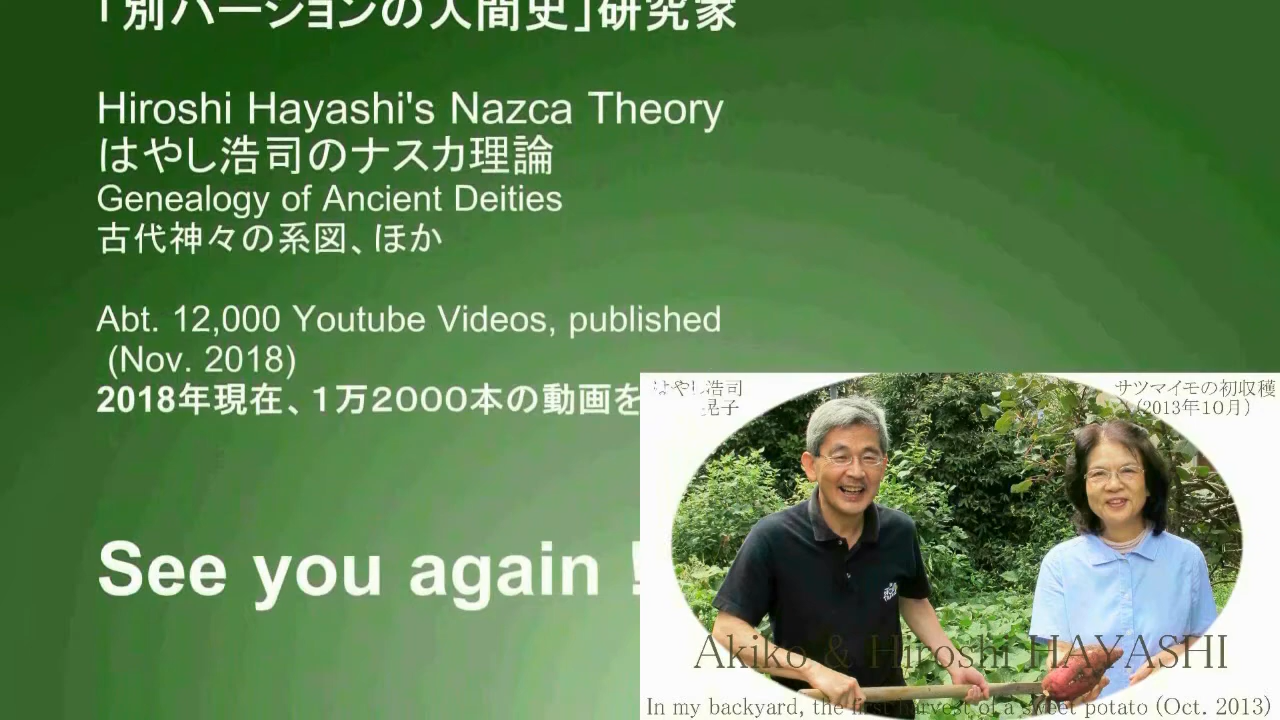 「別バージョンの人間史」研究家
Hiroshi Hayashi's Nazca Theory
はやし浩司のナスカ理論
Genealogy of Ancient Deities
古代神々の系図、ほか
Abt. 12,000 Youtube Videos, published
(Nov. 2018)
2018年現在、1万2000本の動画を
See you again !
はやし浩司
晃子
サツマイモの初収穫
(2013年10月)
Akiko & Hiroshi HAYASHI
In my backyard, the first harvest of a sweet potato (Oct. 2013)